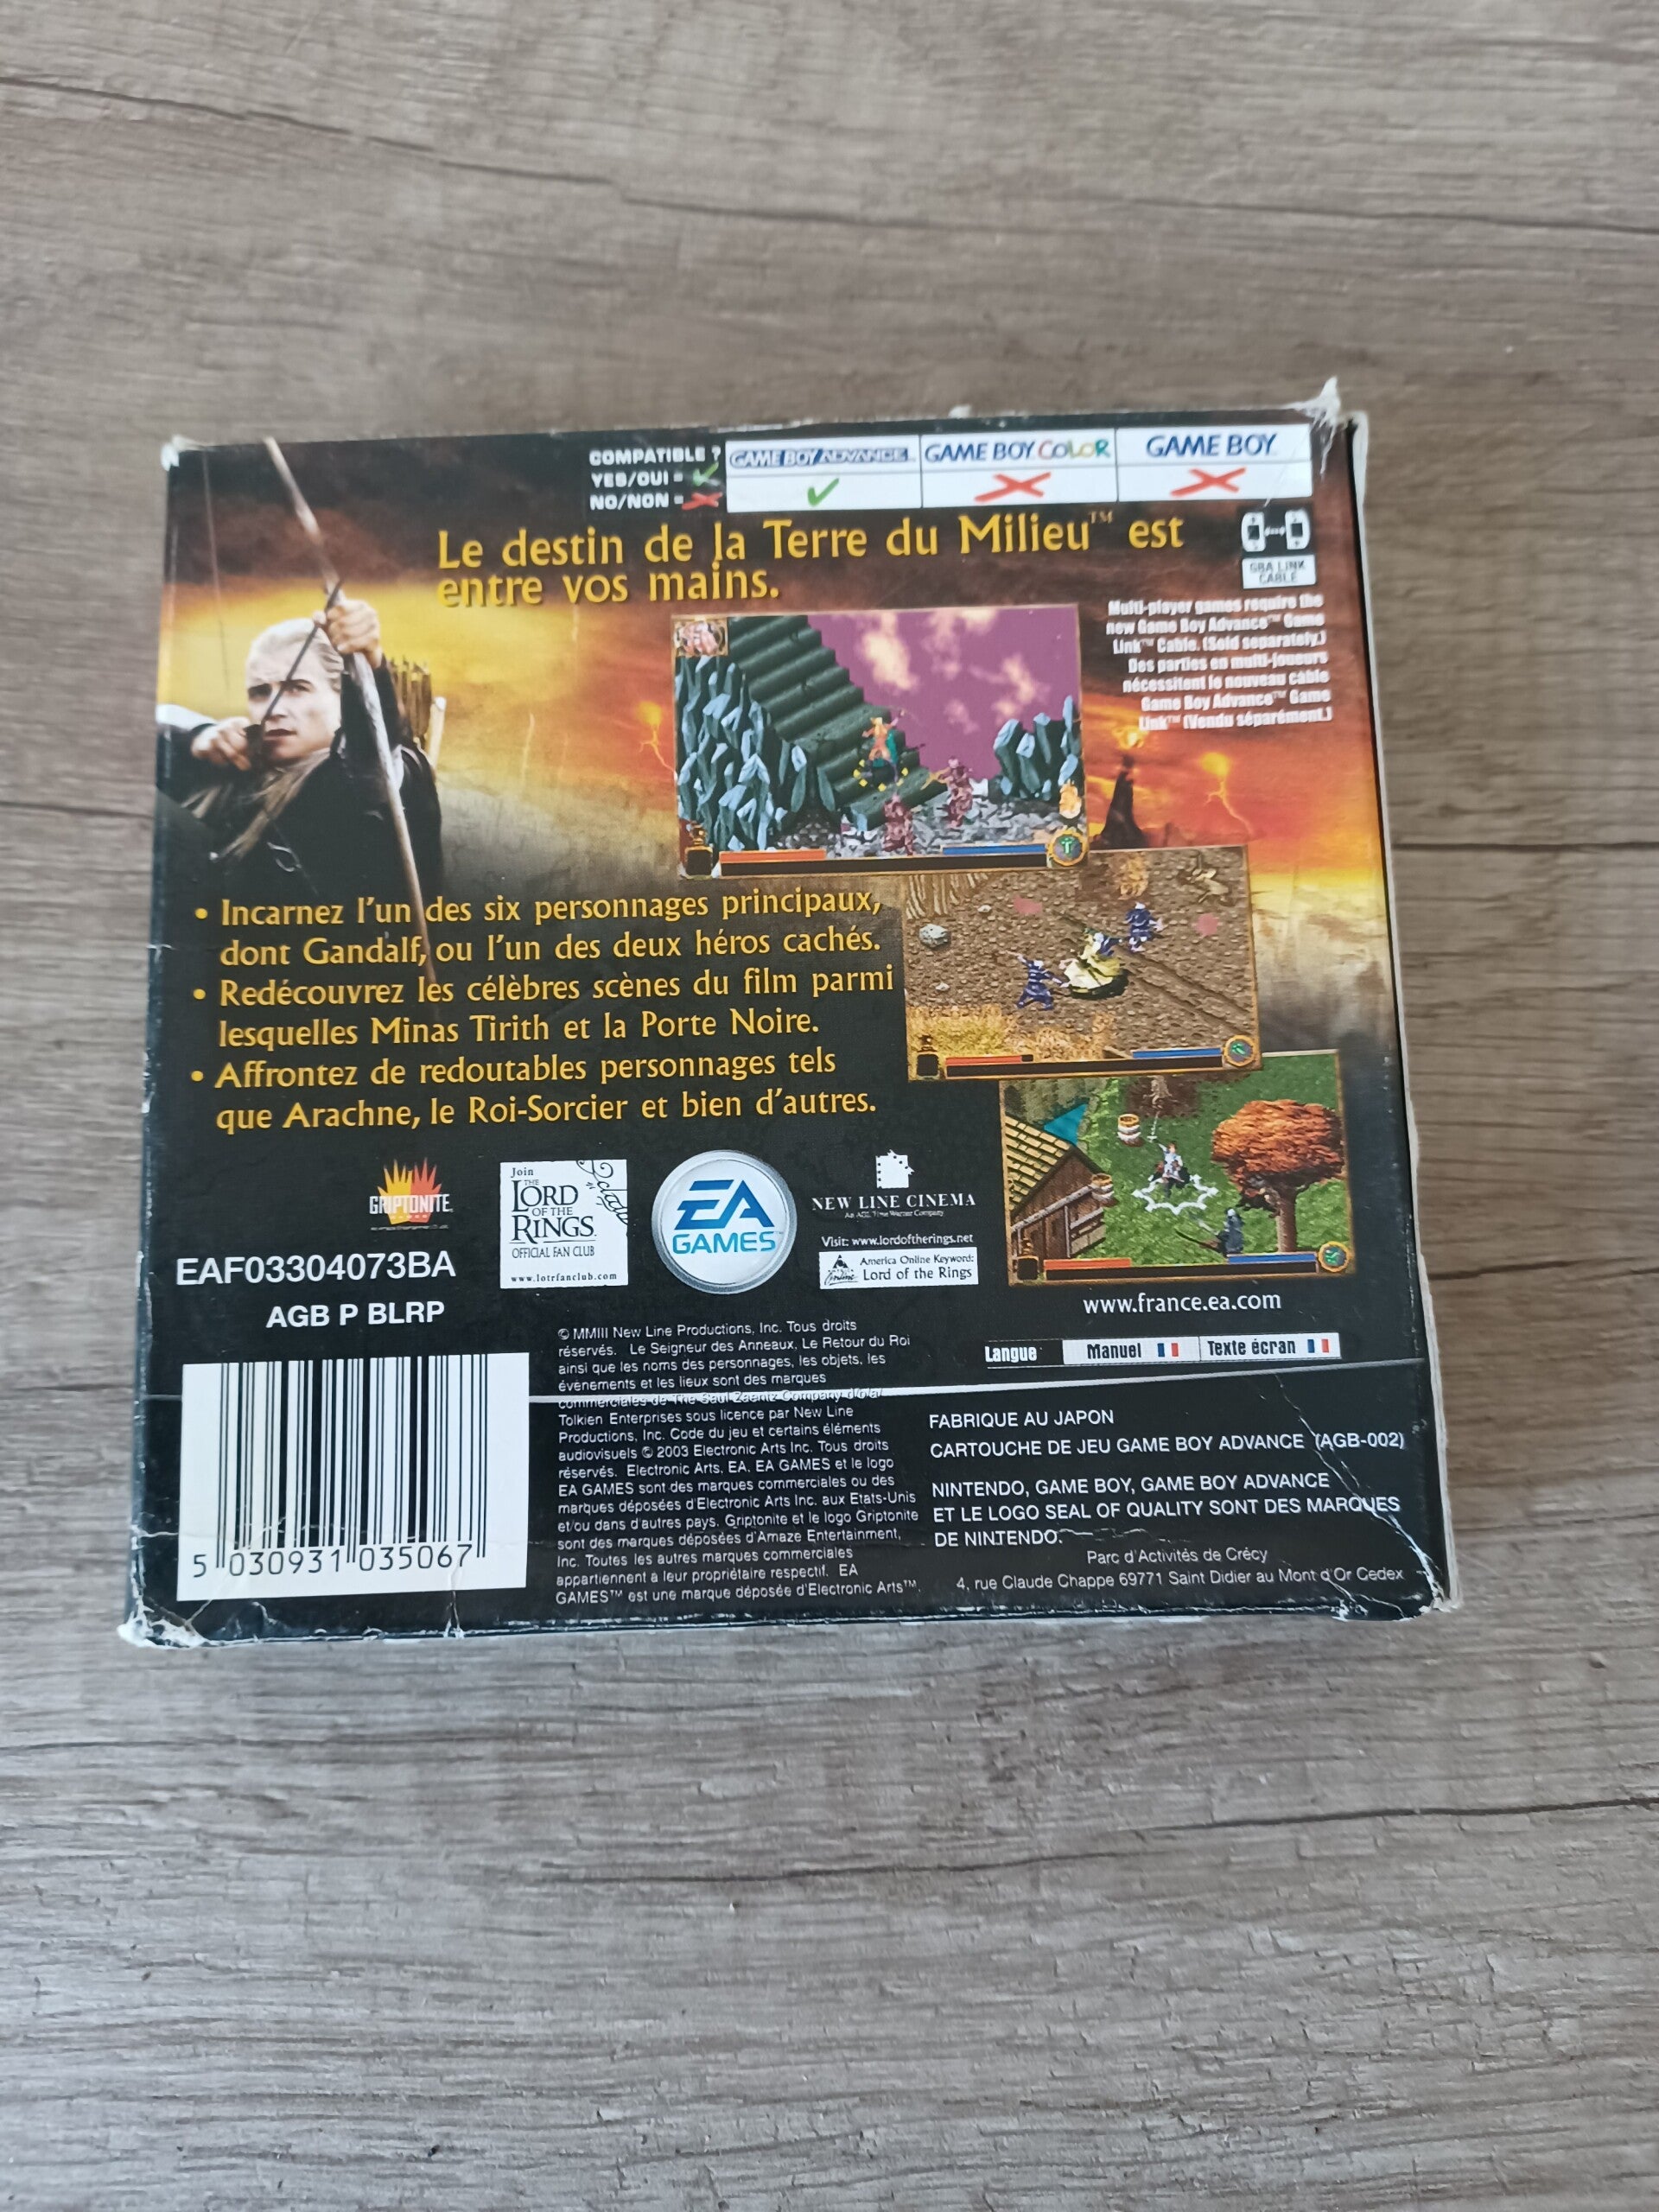 COMPATIBLE ?
YES/OUI =
NO/NON =
GAME BOY ADVANCE
GAME BOY COLOR
GAME BOY
Le destin de la Terre du Milieu™ est
entre vos mains.
GBA LINK
CABLE
Multi-player games require the
new Game Boy Advance™ Game
Link™ Cable. (Sold separately.)
Des parties en multi-joueurs
nécessitent le nouveau câble
Game Boy Advance™ Game
Link™ (Vendu séparément.)
• Incarnez l'un des six personnages principaux,
dont Gandalf, ou l'un des deux héros cachés.
• Redécouvrez les célèbres scènes du film parmi
lesquelles Minas Tirith et la Porte Noire.
• Affrontez de redoutables personnages tels
que Arachne, le Roi-Sorcier et bien d'autres.
GRIPTONITE
EAF03304073BA
AGB P BLRP
Join
THE
LORD
OF THE
RINGS
OFFICIAL FAN CLUB
www.lotrfanclub.com
EA
GAMES™
NEW LINE CINEMA
An AOL Time Warner Company
Visit: www.lordoftherings.net
America Online Keyword:
Lord of the Rings
www.france.ea.com
Langue
Manuel
Texte écran
© MMIII New Line Productions, Inc. Tous droits
réservés. Le Seigneur des Anneaux, Le Retour du Roi
ainsi que les noms des personnages, les objets, les
évènements et les lieux sont des marques
commerciales de The Saul Zaentz Company d/b/a/
Tolkien Enterprises sous licence par New Line
Productions, Inc. Code du jeu et certains éléments
audiovisuels © 2003 Electronic Arts Inc. Tous droits
réservés. Electronic Arts, EA, EA GAMES et le logo
EA GAMES sont des marques commerciales ou des
marques déposées d'Electronic Arts Inc. aux Etats-Unis
et/ou dans d'autres pays. Griptonite et le logo Griptonite
sont des marques déposées d'Amaze Entertainment,
Inc. Toutes les autres marques commerciales
appartiennent à leur propriétaire respectif. EA
GAMES™ est une marque déposée d'Electronic Arts™.
FABRIQUE AU JAPON
CARTOUCHE DE JEU GAME BOY ADVANCE (AGB-002)
NINTENDO, GAME BOY, GAME BOY ADVANCE
ET LE LOGO SEAL OF QUALITY SONT DES MARQUES
DE NINTENDO.
Parc d'Activités de Crécy
4, rue Claude Chappe 69771 Saint Didier au Mont d'Or Cedex
5 030931 035067